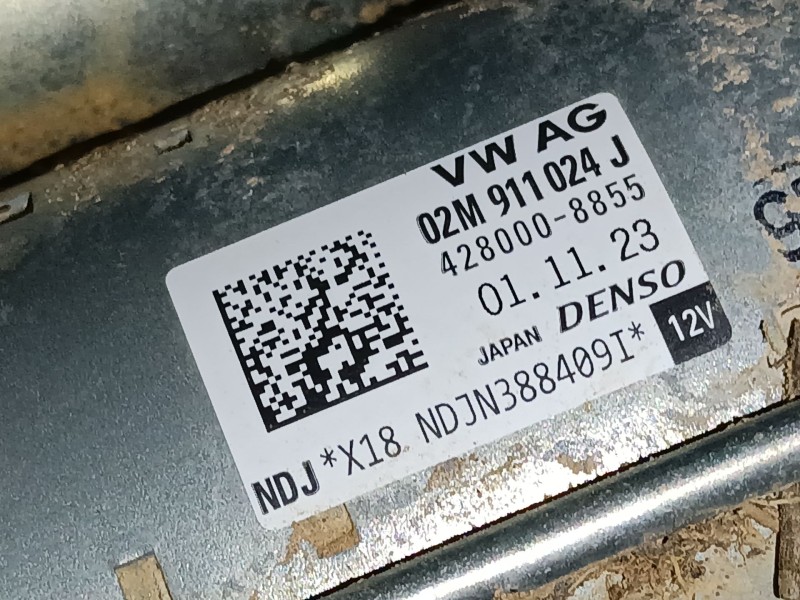 VW AG
02M 911 024 J
428000-8855
01.11.23
JAPAN DENSO
12V
NDJ *X18 NDJN388409I*